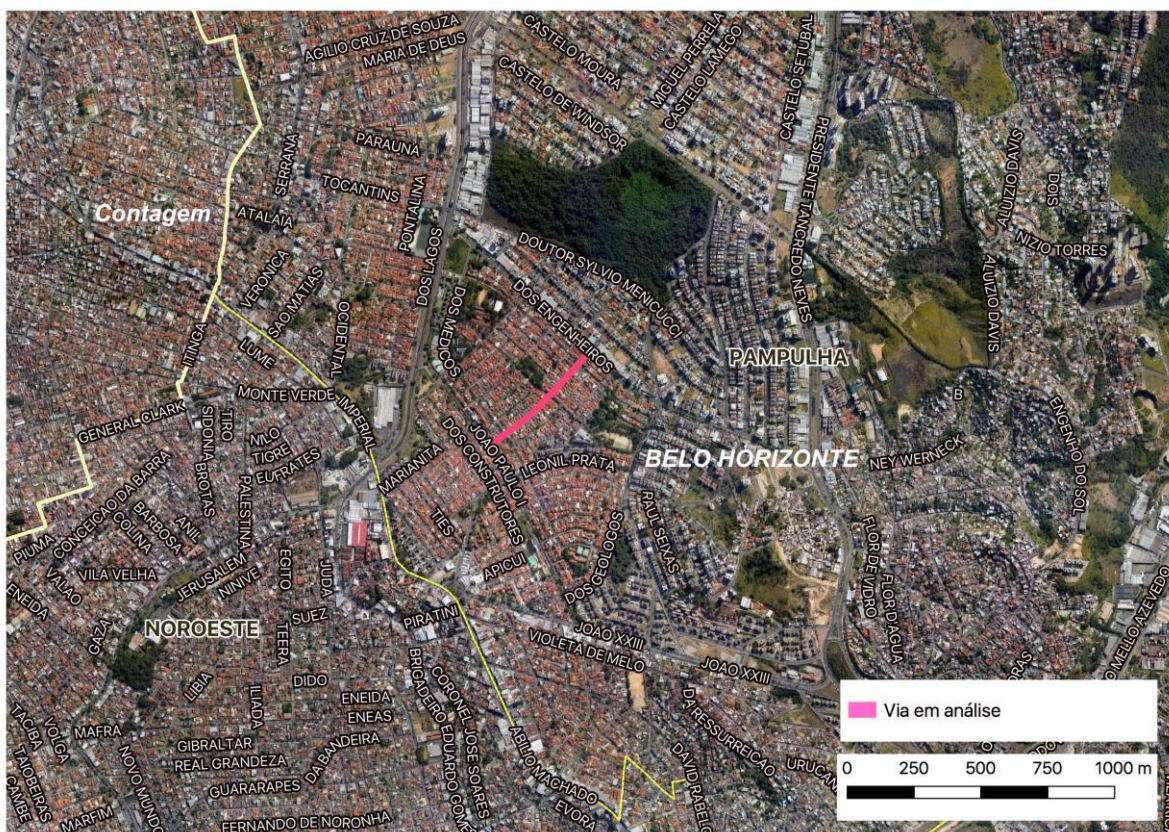 AGILIO CRUZ DE SOUZA
MARIA DE DEUS
CASTELO MOURA
CASTELO DE WINDSOR
MIGUEL PERRELA
CASTELO LAMEGO
CASTELO SETUBAL
PRESIDENTE TANCREDO NEVES
SERRANA
PARAUNA
TOCANTINS
PONTALINA
Contagem
ATALAIA
VERONICA
SAO MATIAS
DOS LAGOS
DOUTOR SYLVIO MENICUCCI
ALUIZIO DAVIS
DOIS
NIZIO TORRES
ALUIZIO DAVIS
ITIINGA
LUME
OCIDENTAL
DOS MEDICOS
DOS ENGENHEIROS
PAMPULHA
GENERAL CLARK
MONTE VERDE
IMPERIAL
B
TIRO
SIDONIA
BROTAS
NILO
TIGRE
EUFRATES
PALESTINA
MARIANITA
JOAO PAULO I
DOS CONSTRUTORES
LEONIL PRATA
BELO HORIZONTE
NEY WERNECK
ENGENHO DO SOL
CONCEICAO DA BARRA
PIUMA
ANIL
BARBOSA
COLINA
TIES
RAUL SEIXAS
VALAO
VILA VELHA
JERUSALEM
NINIVE
EGITO
JUDA
APICUI
DOS GEOLOGOS
FLOR DE VIDRO
FLOR D AGUA
ENEIDA
GAZA
NOROESTE
SUEZ
TEERA
PIRATINI
JOAO XXIII
VIOLETA DE MELO
JOAO XXIII
MELLO AZEVEDO
LIBIA
ILIADA
DIDO
ENEIDA
ENEAS
BRIGADEIRO EDUARDO GOMES
CORONEL JOSE SOARES
DA RESSURREICAO
TACIBA
VOLGA
MAFRA
GIBRALTAR
REAL GRANDEZA
DA BANDEIRA
ABILIO MACHADO
DAVID RABELO
TAIOBEIRAS
NOVO MUNDO
GUARARAPES
CAMBE
MARFIM
FERNANDO DE NORONHA
EVORA
Via em análise
0 250 500 750 1000 m